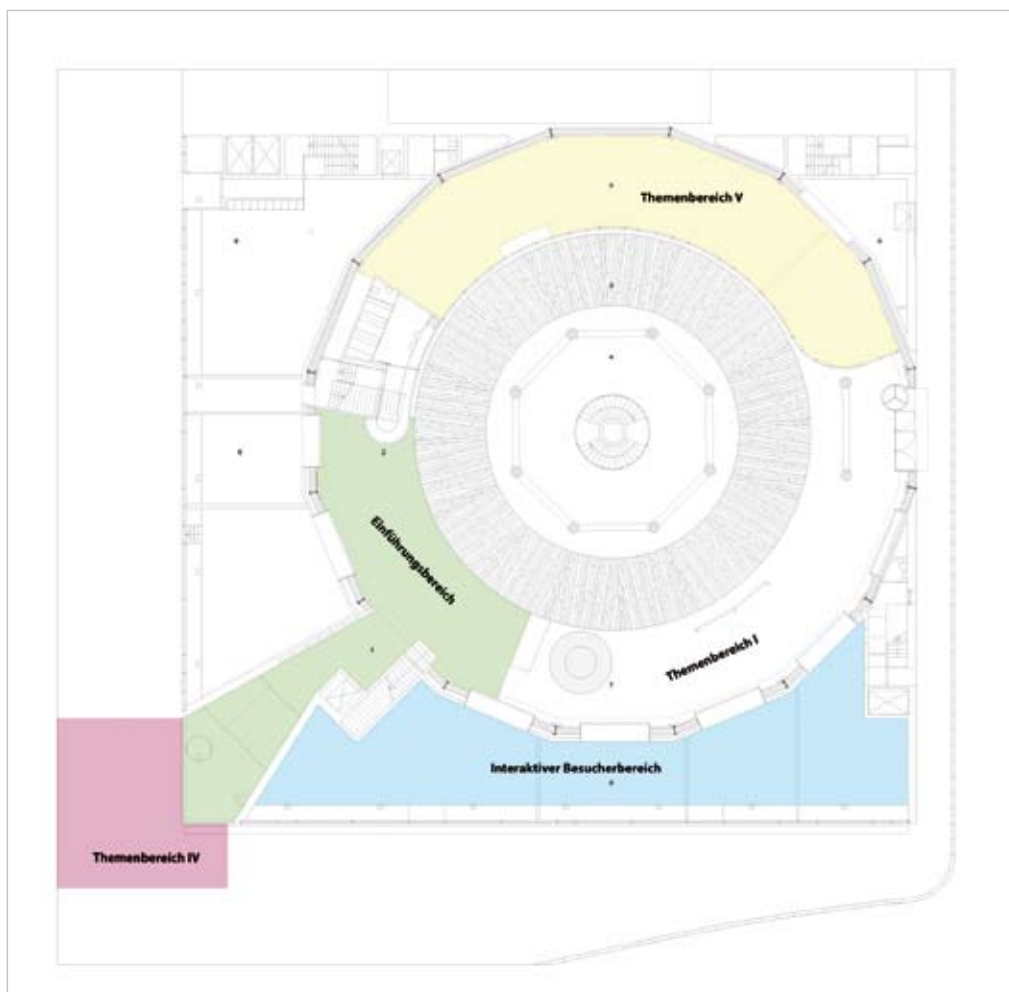 Themenbereich V
Einführungsbereich
Themenbereich I
Interaktiver Besucherbereich
Themenbereich IV